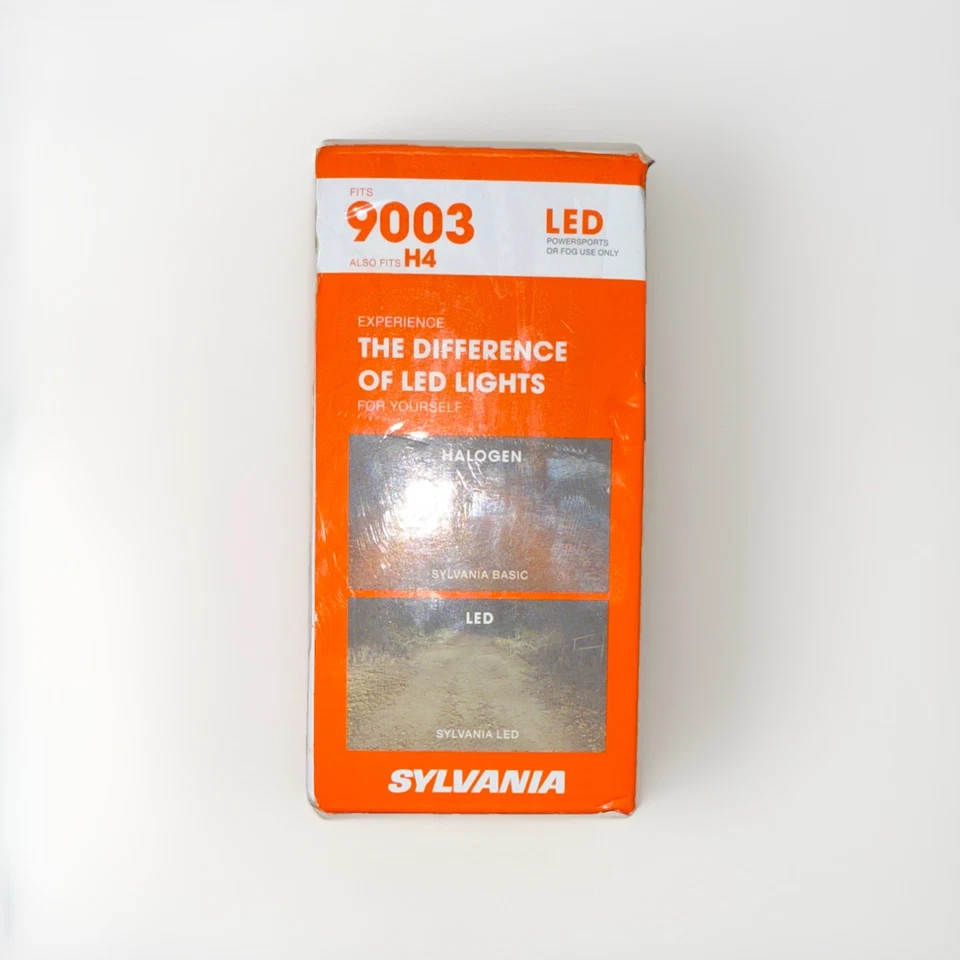 FITS
9003
ALSO FITS H4
LED
POWERSPORTS
OR FOG USE ONLY
EXPERIENCE
THE DIFFERENCE
OF LED LIGHTS
FOR YOURSELF
HALOGEN
SYLVANIA BASIC
LED
SYLVANIA LED
SYLVANIA